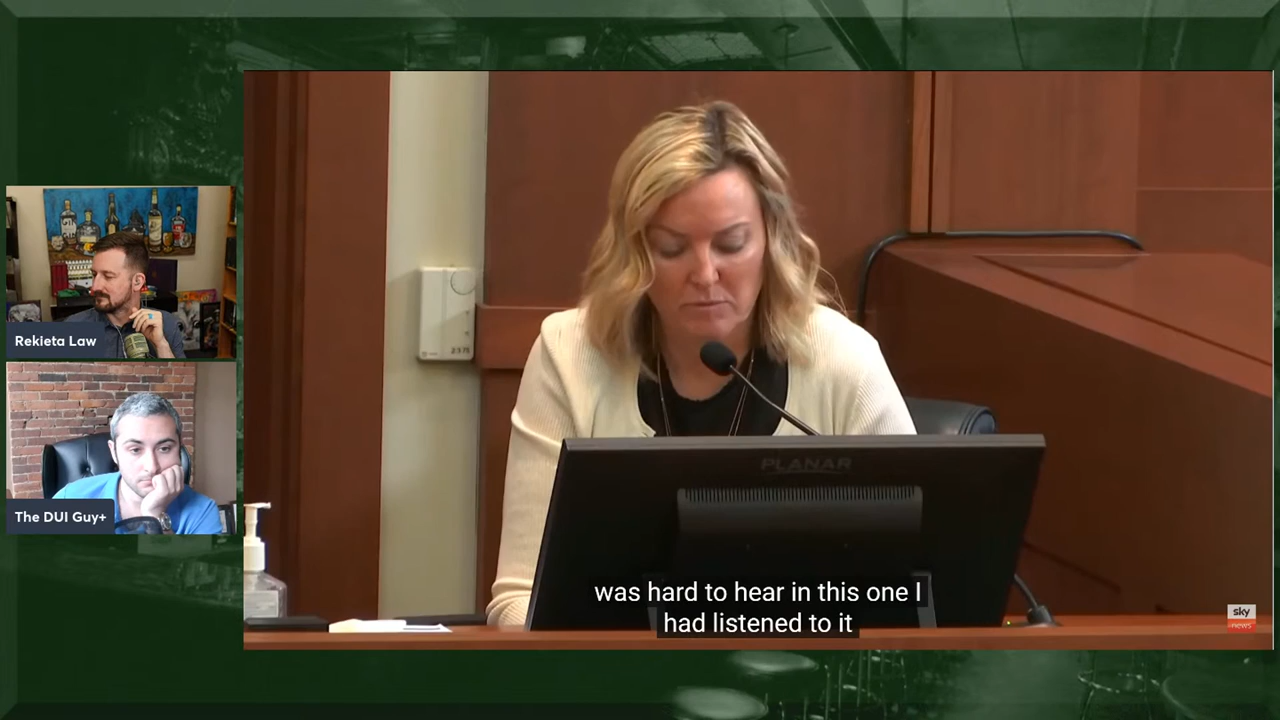 Rekieta Law
The DUI Guy+
PLANAR
was hard to hear in this one I
had listened to it
sky
news